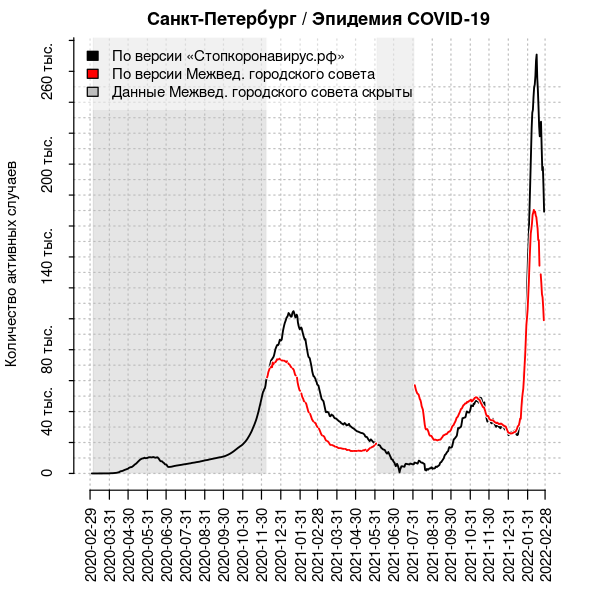 Санкт-Петербург / Эпидемия COVID-19
По версии «Стопкоронавирус.рф»
По версии Межвед. городского совета
Данные Межвед. городского совета скрыты
Количество активных случаев
260 тыс.
200 тыс.
140 тыс.
80 тыс.
40 тыс.
0
2020-02-29
2020-03-31
2020-04-30
2020-05-31
2020-06-30
2020-07-31
2020-08-31
2020-09-30
2020-10-31
2020-11-30
2020-12-31
2021-01-31
2021-02-28
2021-03-31
2021-04-30
2021-05-31
2021-06-30
2021-07-31
2021-08-31
2021-09-30
2021-10-31
2021-11-30
2021-12-31
2022-01-31
2022-02-28